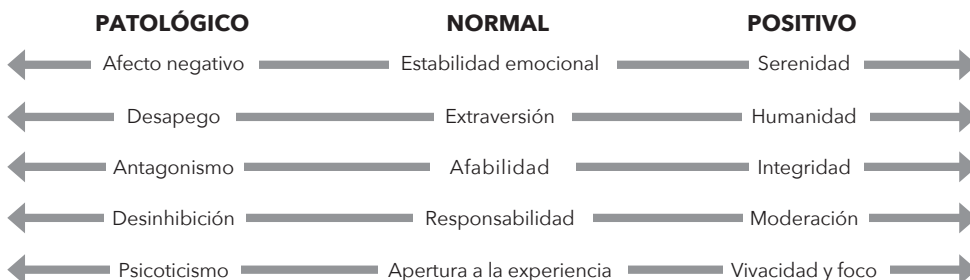 PATOLÓGICO NORMAL POSITIVO
Afecto negativo Estabilidad emocional Serenidad
Desapego Extraversión Humanidad
Antagonismo Afabilidad Integridad
Desinhibición Responsabilidad Moderación
Psicoticismo Apertura a la experiencia Vivacidad y foco